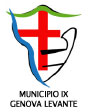 MUNICIPIO IX
GENOVA LEVANTE